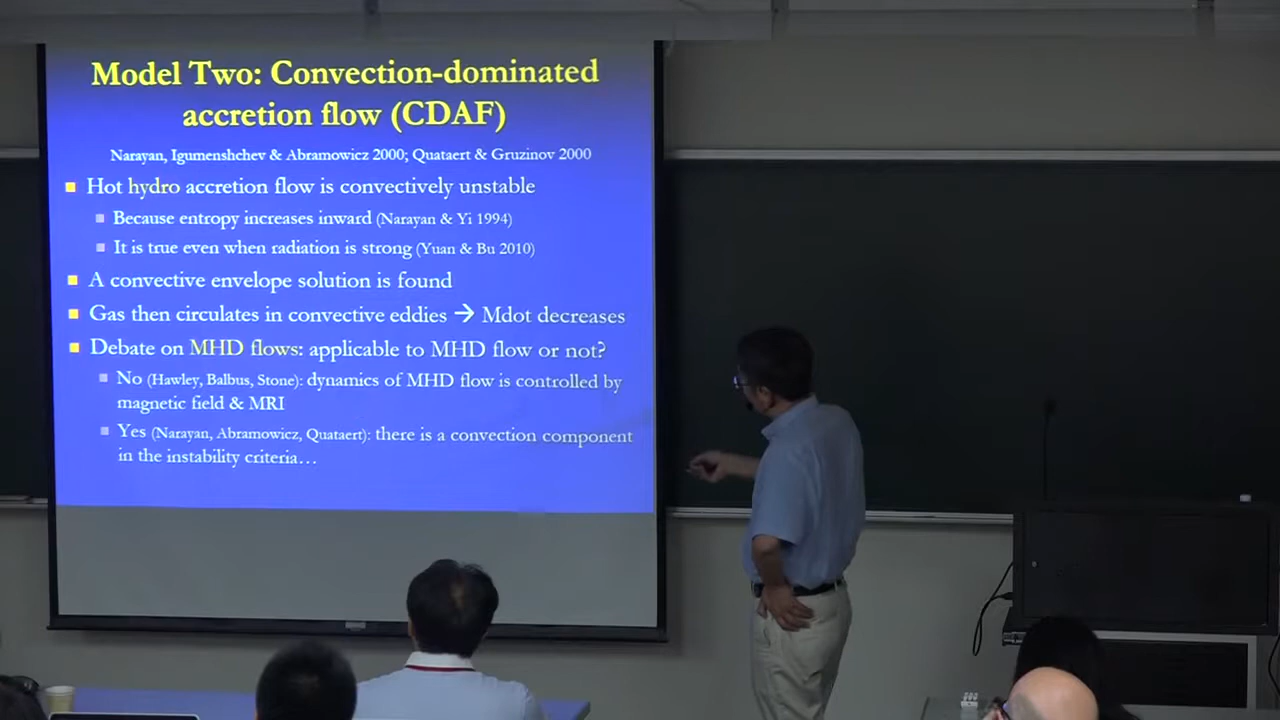 Model Two: Convection-dominated
accretion flow (CDAF)
Narayan, Igumenshchev & Abramowicz 2000; Quataert & Gruzinov 2000
Hot hydro accretion flow is convectively unstable
Because entropy increases inward (Narayan & Yi 1994)
It is true even when radiation is strong (Yuan & Bu 2010)
A convective envelope solution is found
Gas then circulates in convective eddies → Mdot decreases
Debate on MHD flows: applicable to MHD flow or not?
No (Hawley, Balbus, Stone): dynamics of MHD flow is controlled by
magnetic field & MRI
Yes (Narayan, Abramowicz, Quataert): there is a convection component
in the instability criteria…